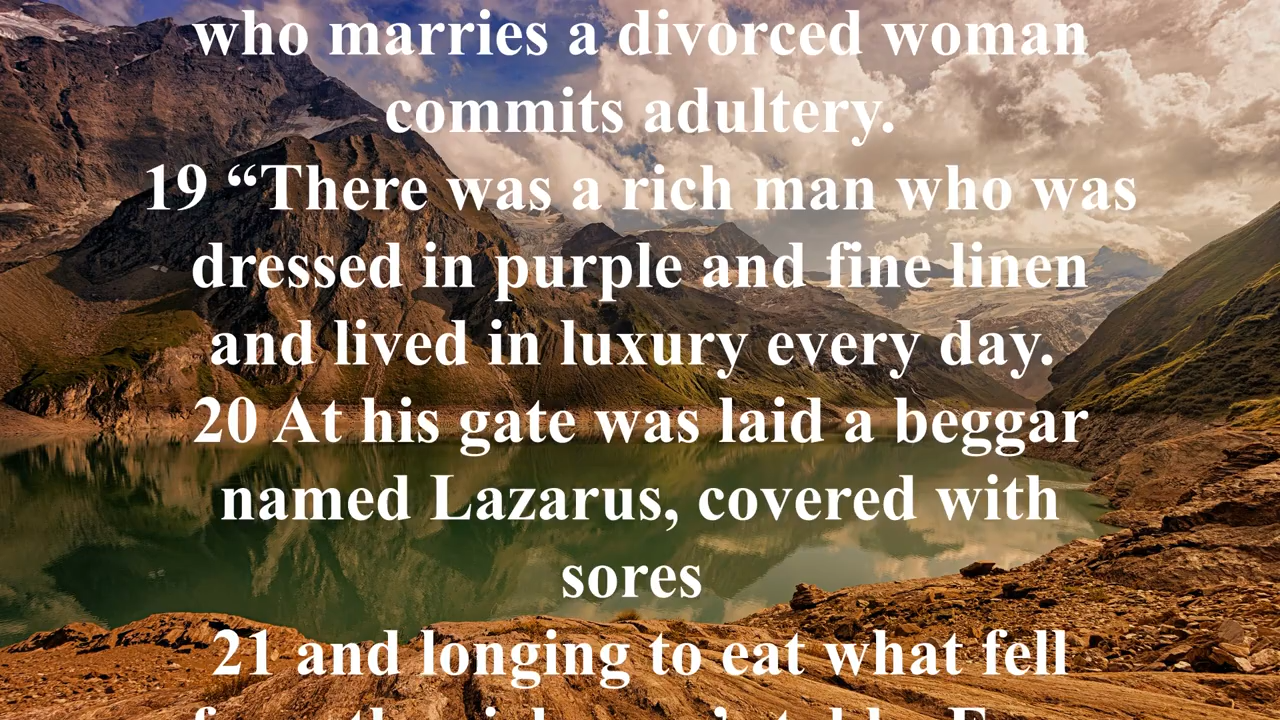 who marries a divorced woman
commits adultery.
19 “There was a rich man who was
dressed in purple and fine linen
and lived in luxury every day.
20 At his gate was laid a beggar
named Lazarus, covered with
sores
21 and longing to eat what fell